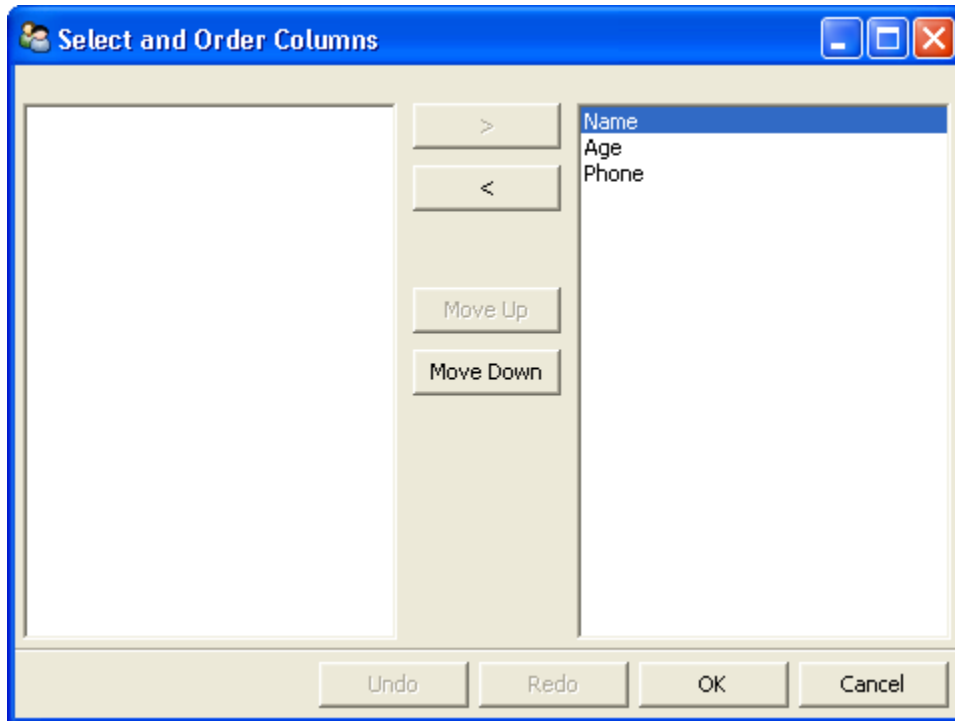 Select and Order Columns
>
<
Move Up
Move Down
Name
Age
Phone
Undo
Redo
OK
Cancel